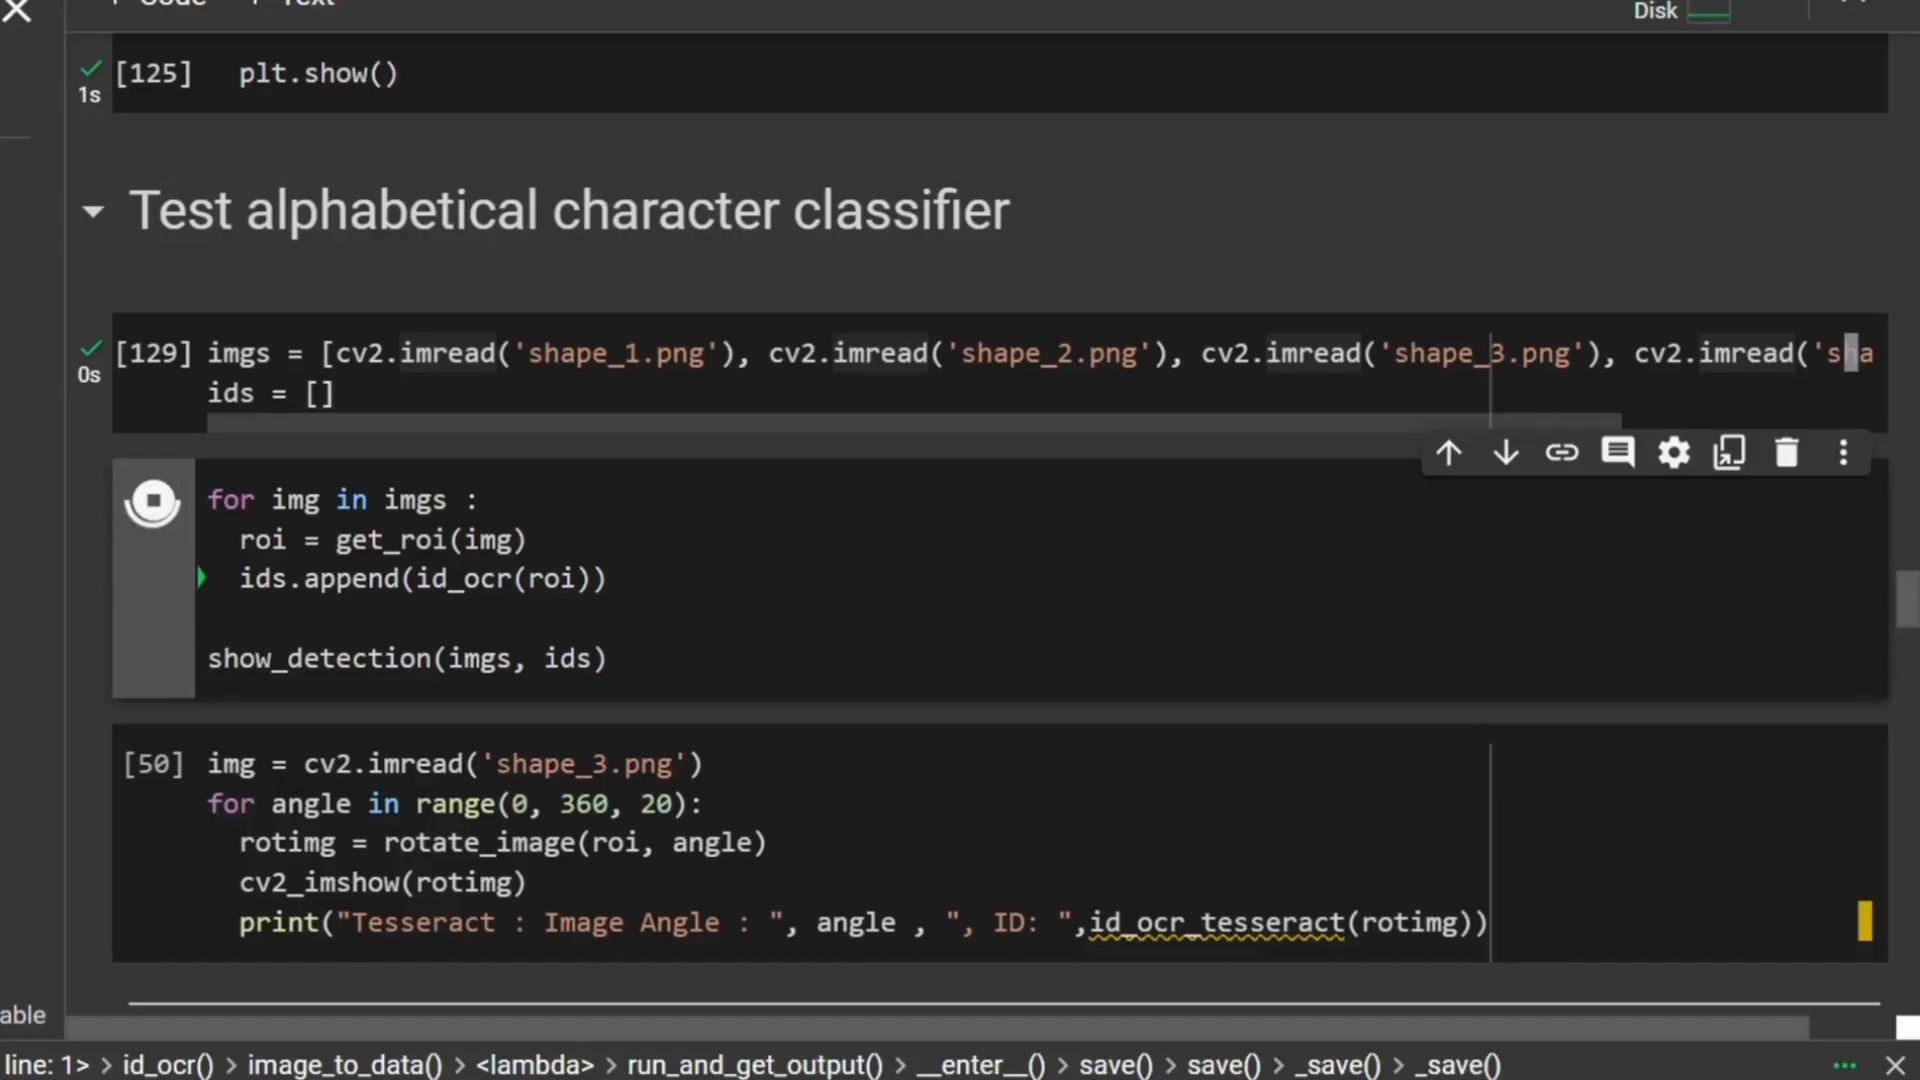 Code Text
Disk
[125] plt.show()
1s
Test alphabetical character classifier
[129] imgs = [cv2.imread('shape_1.png'), cv2.imread('shape_2.png'), cv2.imread('shape_3.png'), cv2.imread('sha
0s
ids = []
for img in imgs :
roi = get_roi(img)
ids.append(id_ocr(roi))
show_detection(imgs, ids)
[50] img = cv2.imread('shape_3.png')
for angle in range(0, 360, 20):
rotimg = rotate_image(roi, angle)
cv2_imshow(rotimg)
print("Tesseract : Image Angle : ", angle , ", ID: ",id_ocr_tesseract(rotimg))
able
line: 1> > id_ocr() > image_to_data() > <lambda> > run_and_get_output() > __enter__() > save() > save() > _save() > _save()